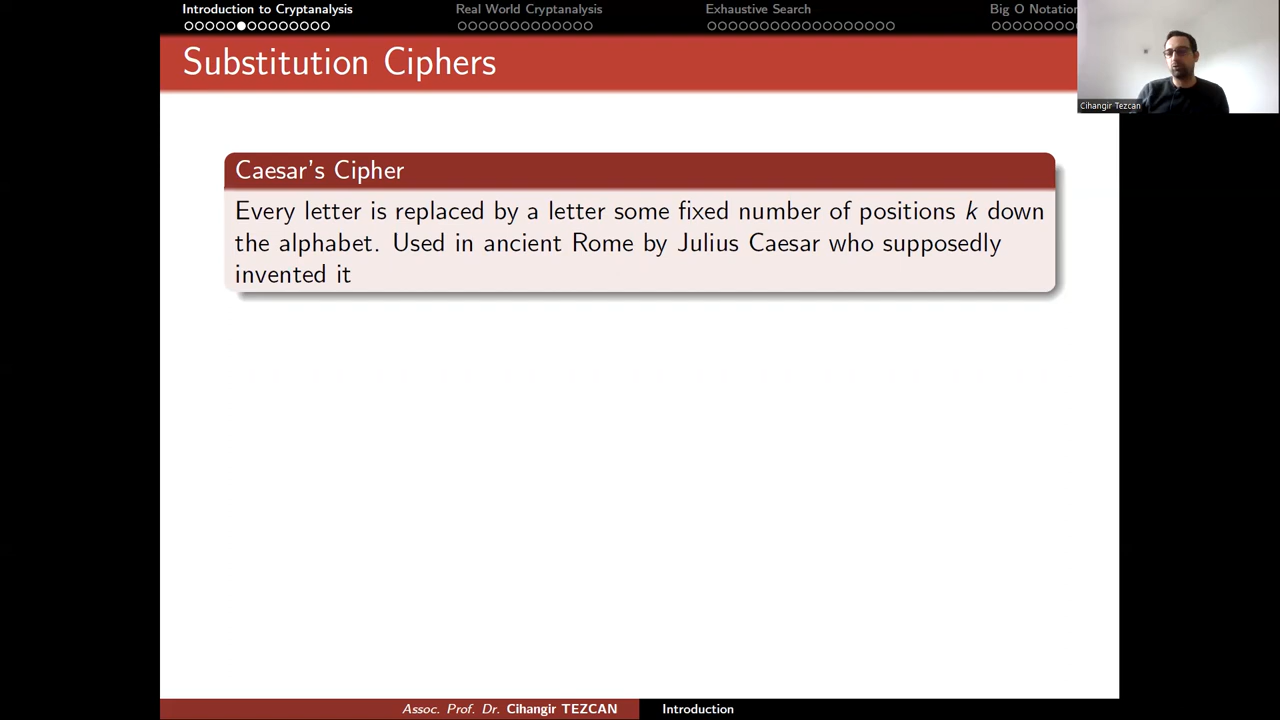 Introduction to Cryptanalysis Real World Cryptanalysis Exhaustive Search Big O Notation
Substitution Ciphers
Cihangir Tezcan
Caesar's Cipher
Every letter is replaced by a letter some fixed number of positions k down
the alphabet. Used in ancient Rome by Julius Caesar who supposedly
invented it
Assoc. Prof. Dr. Cihangir TEZCAN Introduction